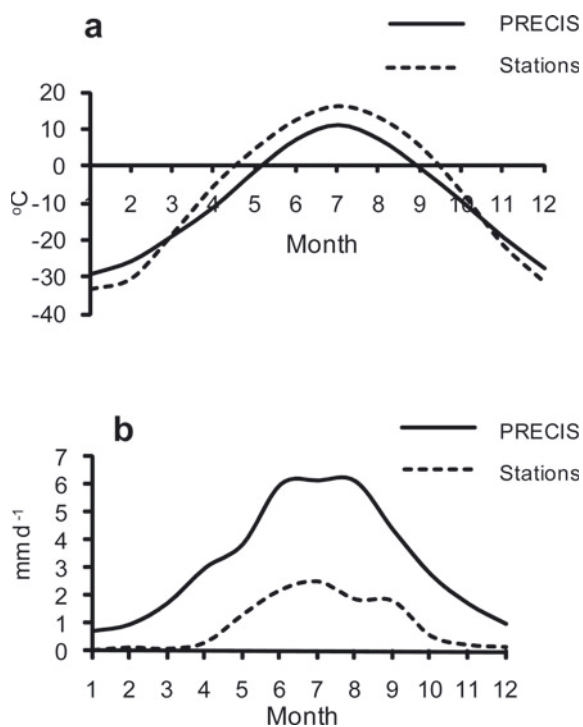 a
PRECIS
Stations
20
10
0
-10
-20
-30
-40
°C
2 3 4 5 6 7 8 9 10 11 12
Month
b
PRECIS
Stations
7
6
5
4
3
2
1
0
mm d-1
1 2 3 4 5 6 7 8 9 10 11 12
Month